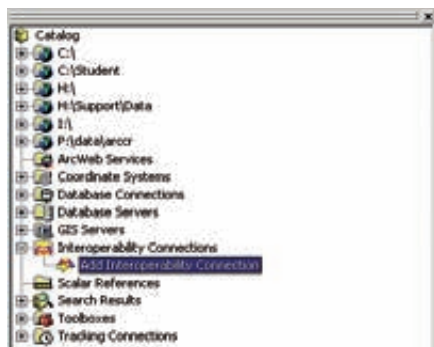 Catalog
C:\
C:\Student
H:\
H:\Support\Data
I:\
P:\data\arccr
ArcWeb Services
Coordinate Systems
Database Connections
Database Servers
GIS Servers
Interoperability Connections
Add Interoperability Connection
Scalar References
Search Results
Toolboxes
Tracking Connections